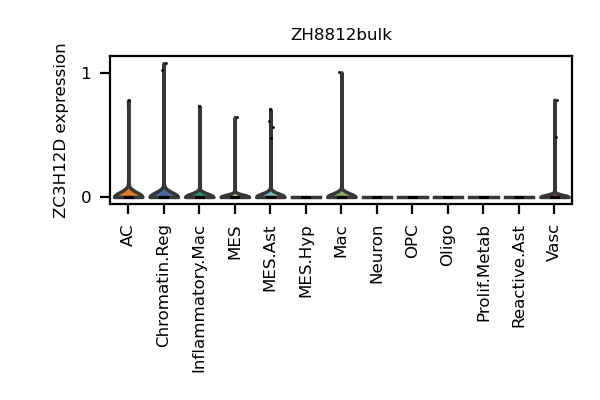 ZH8812bulk
ZC3H12D expression
1
0
AC
Chromatin.Reg
Inflammatory.Mac
MES
MES.Ast
MES.Hyp
Mac
Neuron
OPC
Oligo
Prolif.Metab
Reactive.Ast
Vasc